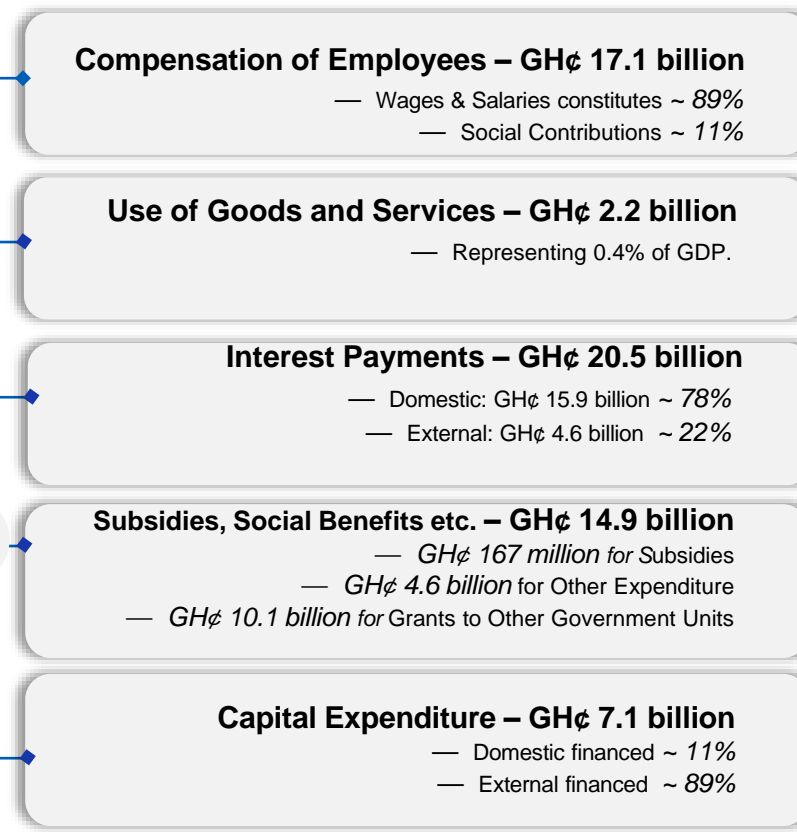 Compensation of Employees – GH¢ 17.1 billion
— Wages & Salaries constitutes ~ 89%
— Social Contributions ~ 11%
Use of Goods and Services – GH¢ 2.2 billion
— Representing 0.4% of GDP.
Interest Payments – GH¢ 20.5 billion
— Domestic: GH¢ 15.9 billion ~ 78%
— External: GH¢ 4.6 billion ~ 22%
Subsidies, Social Benefits etc. – GH¢ 14.9 billion
— GH¢ 167 million for Subsidies
— GH¢ 4.6 billion for Other Expenditure
— GH¢ 10.1 billion for Grants to Other Government Units
Capital Expenditure – GH¢ 7.1 billion
— Domestic financed ~ 11%
— External financed ~ 89%